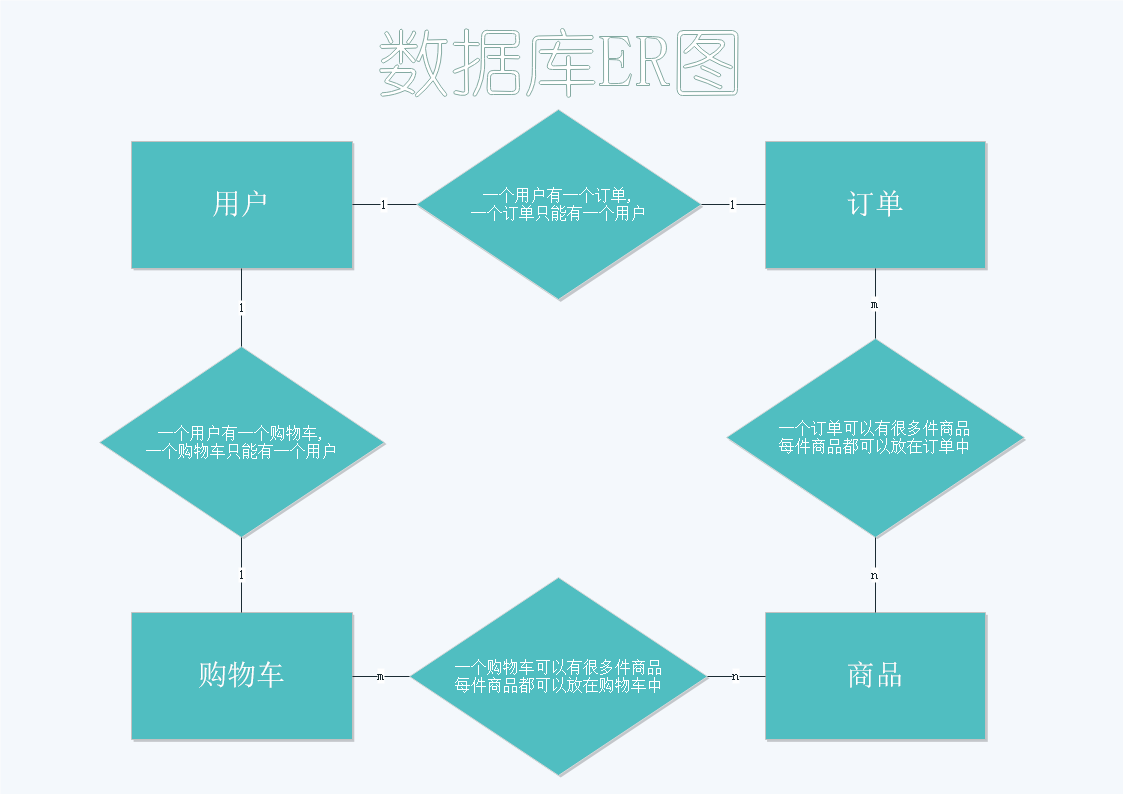 数据库ER图
用户
1
一个用户有一个订单,
一个订单只能有一个用户
1
订单
1
m
一个用户有一个购物车,
一个购物车只能有一个用户
一个订单可以有很多件商品
每件商品都可以放在订单中
1
n
购物车
m
一个购物车可以有很多件商品
每件商品都可以放在购物车中
n
商品